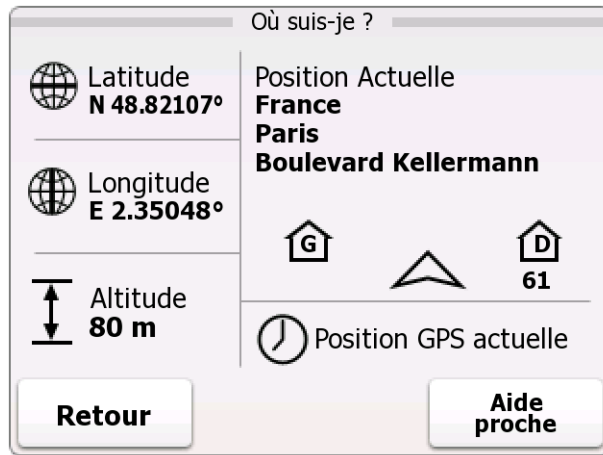 Où suis-je ?
Latitude
N 48.82107°
Longitude
E 2.35048°
Altitude
80 m
Position Actuelle
France
Paris
Boulevard Kellermann
G
D
61
Position GPS actuelle
Retour
Aide
proche